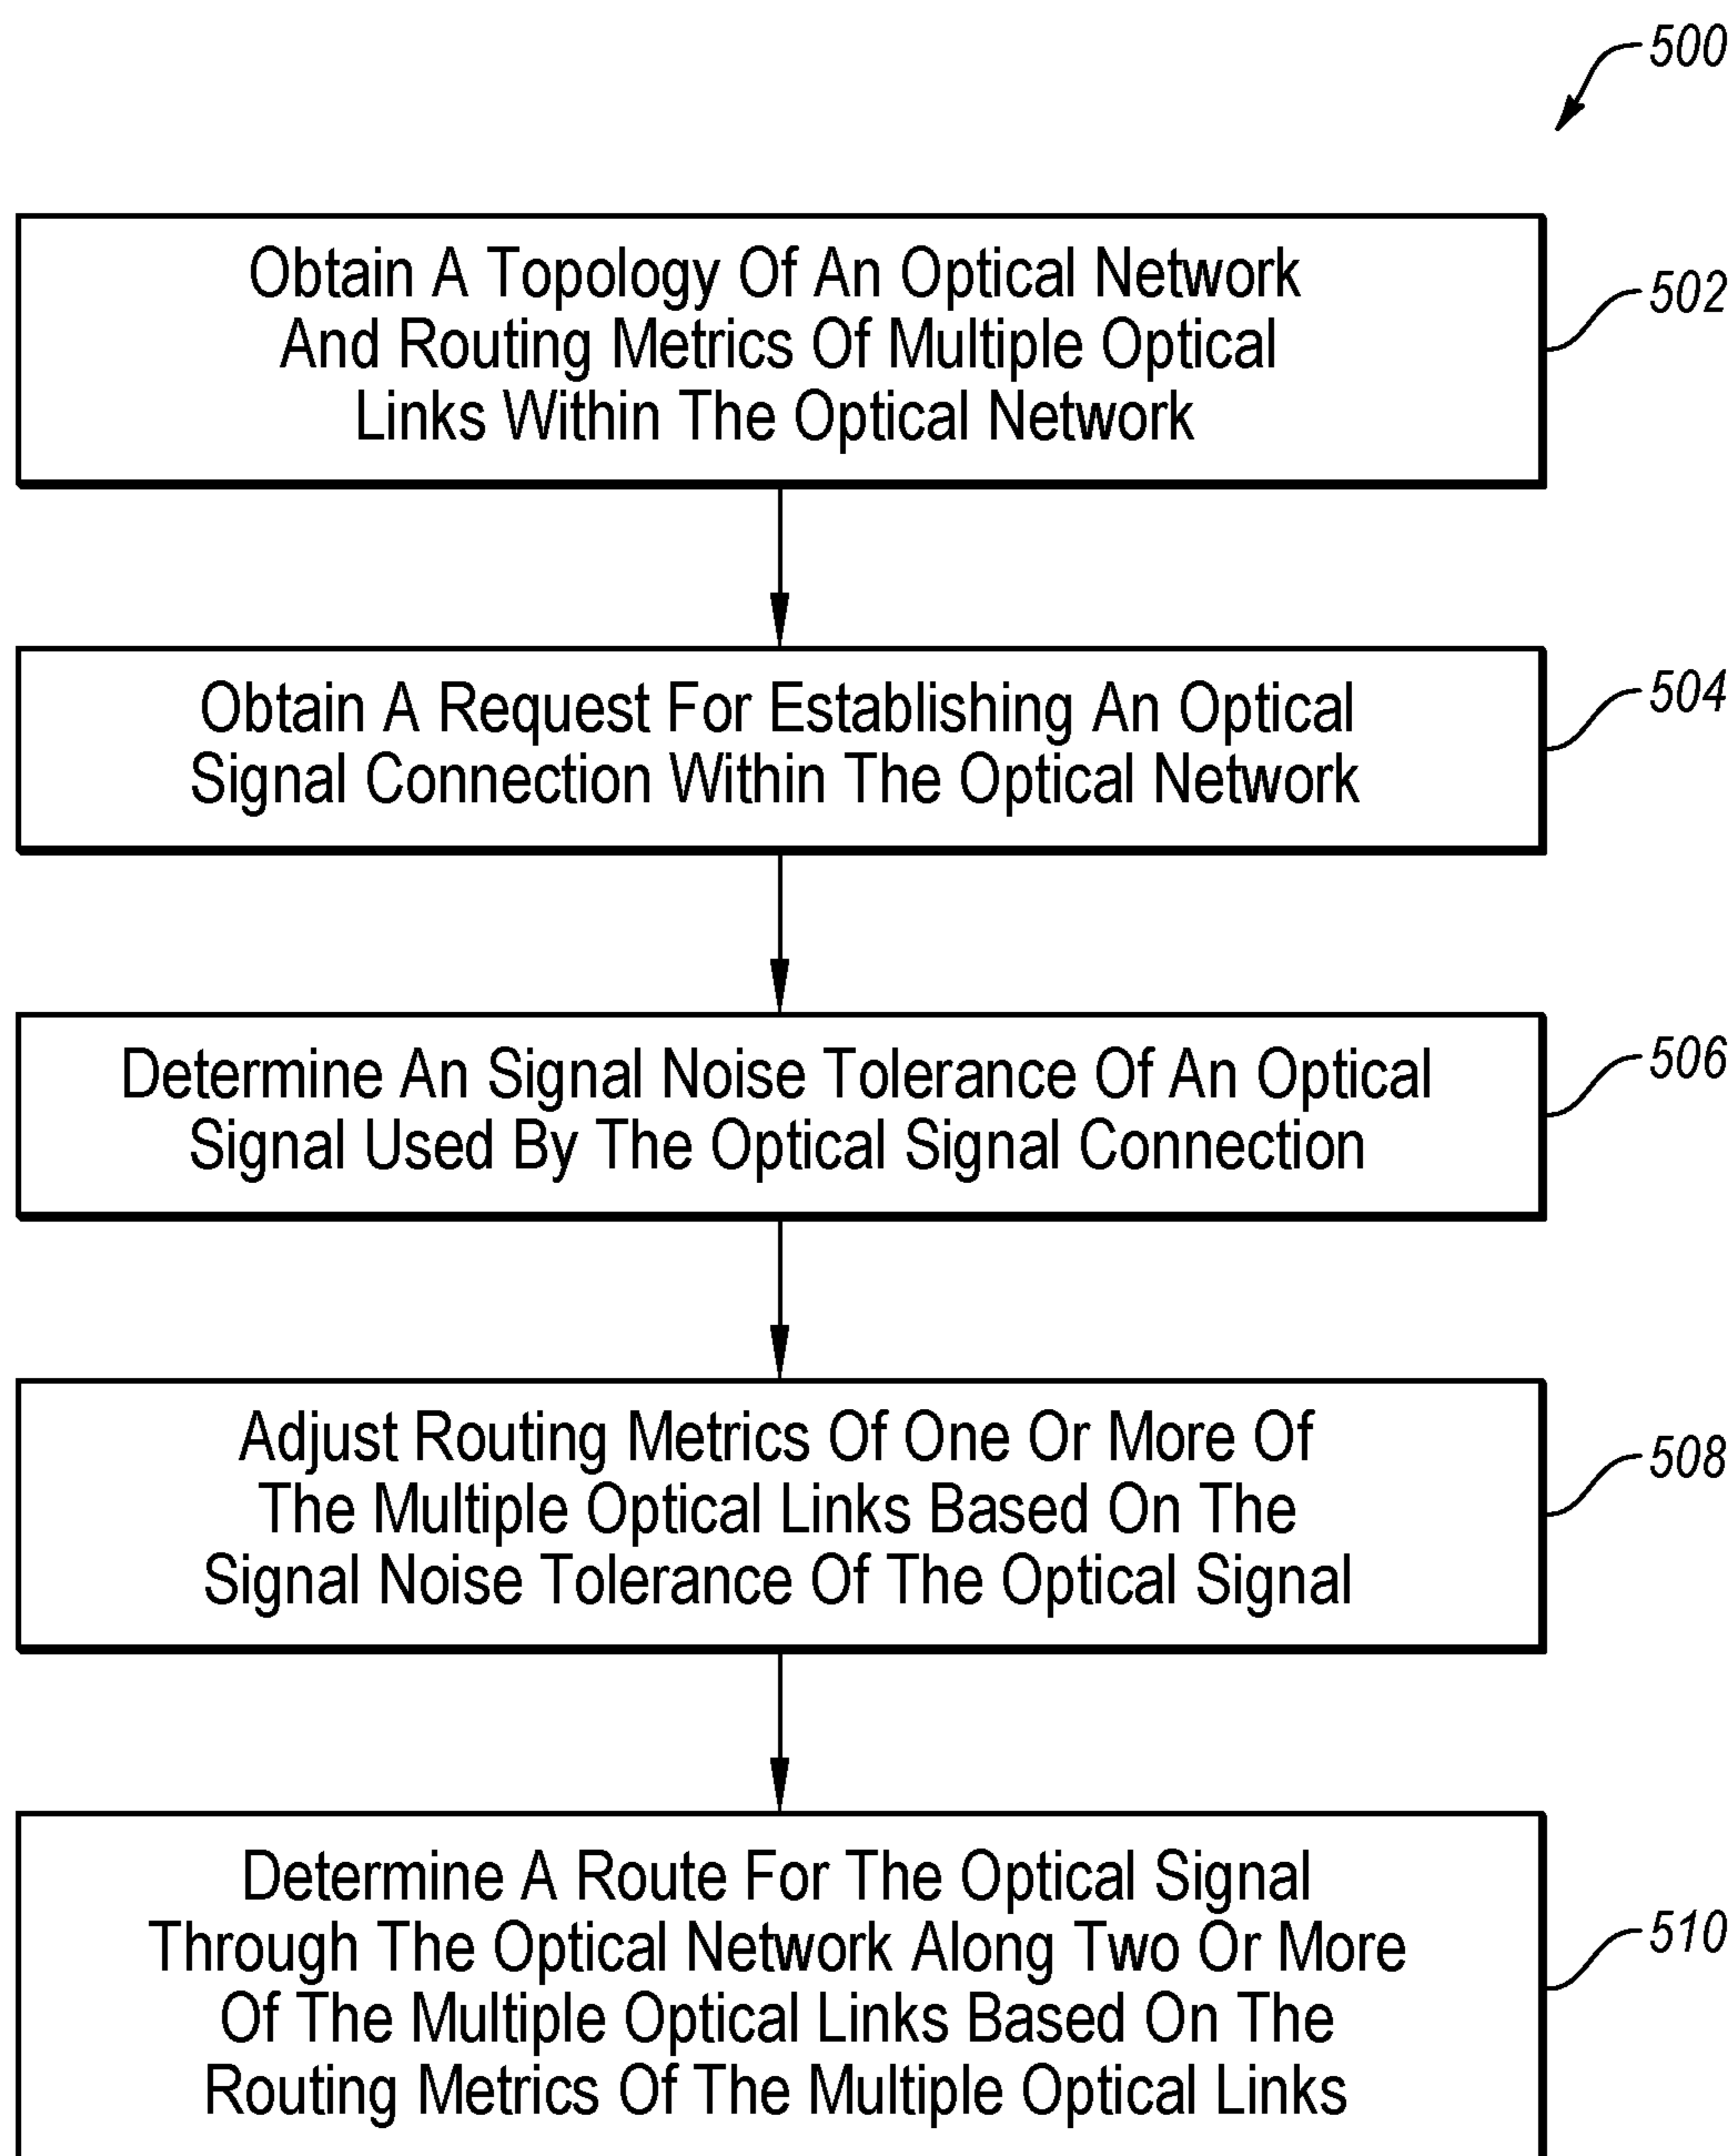 500
Obtain A Topology Of An Optical Network
And Routing Metrics Of Multiple Optical
Links Within The Optical Network
502
Obtain A Request For Establishing An Optical
Signal Connection Within The Optical Network
504
Determine An Signal Noise Tolerance Of An Optical
Signal Used By The Optical Signal Connection
506
Adjust Routing Metrics Of One Or More Of
The Multiple Optical Links Based On The
Signal Noise Tolerance Of The Optical Signal
508
Determine A Route For The Optical Signal
Through The Optical Network Along Two Or More
Of The Multiple Optical Links Based On The
Routing Metrics Of The Multiple Optical Links
510